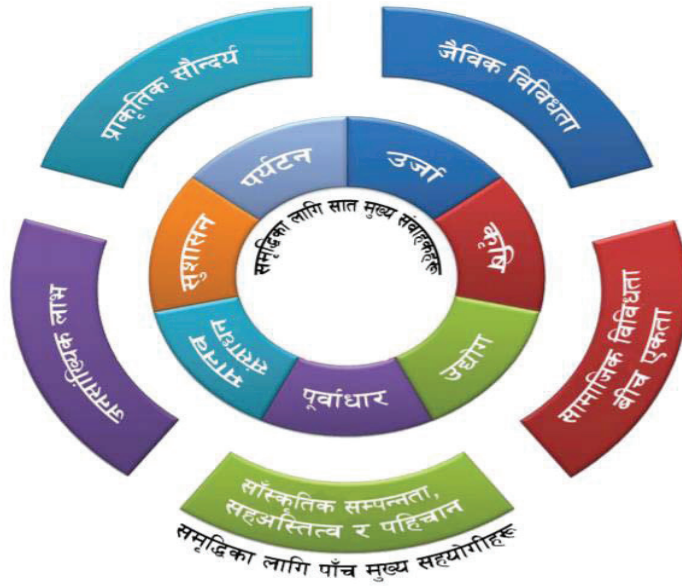 प्राकृतिक सौन्दर्य
जैविक विविधता
सामाजिक विविधता
बीच एकता
साँस्कृतिक सम्पन्नता,
सहअस्तित्व र पहिचान
जनसांख्यिक लाभ
पर्यटन
उर्जा
कृषि
उद्योग
पूर्वाधार
मानव
संसाधन
सुशासन
समृद्धिका लागि सात मुख्य संवाहकहरू
समृद्धिका लागि पाँच मुख्य सहयोगीहरू